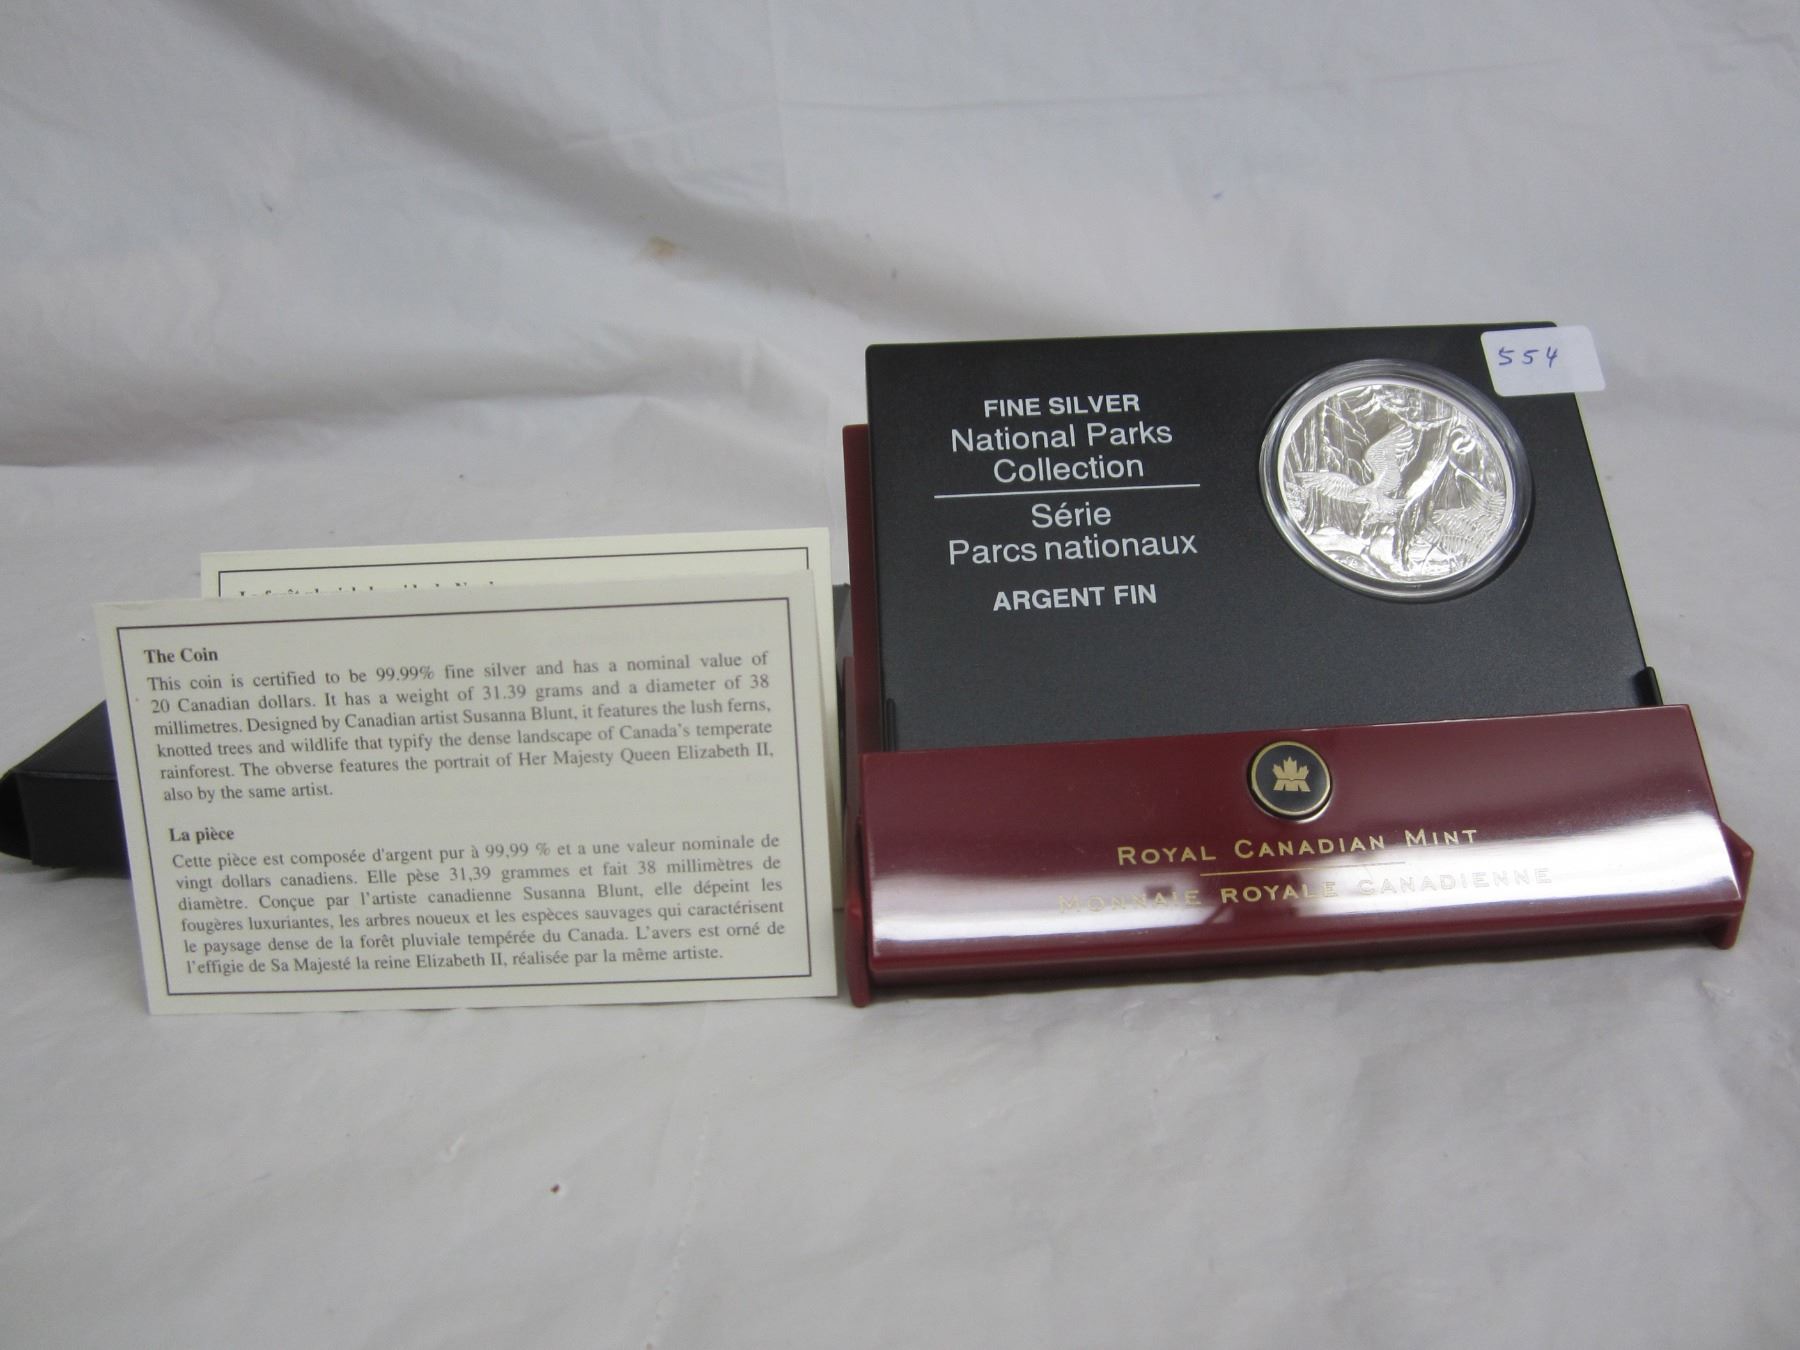 554
FINE SILVER
National Parks
Collection
Série
Parcs nationaux
ARGENT FIN
ROYAL CANADIAN MINT
MONNAIE ROYALE CANADIENNE
The Coin
This coin is certified to be 99.99% fine silver and has a nominal value of
20 Canadian dollars. It has a weight of 31.39 grams and a diameter of 38
millimetres. Designed by Canadian artist Susanna Blunt, it features the lush ferns,
knotted trees and wildlife that typify the dense landscape of Canada's temperate
rainforest. The obverse features the portrait of Her Majesty Queen Elizabeth II,
also by the same artist.
La pièce
Cette pièce est composée d'argent pur à 99,99 % et a une valeur nominale de
vingt dollars canadiens. Elle pèse 31,39 grammes et fait 38 millimètres de
diamètre. Conçue par l'artiste canadienne Susanna Blunt, elle dépeint les
fougères luxuriantes, les arbres noueux et les espèces sauvages qui caractérisent
le paysage dense de la forêt pluviale tempérée du Canada. L'avers est orné de
l'effigie de Sa Majesté la reine Elizabeth II, réalisée par la même artiste.